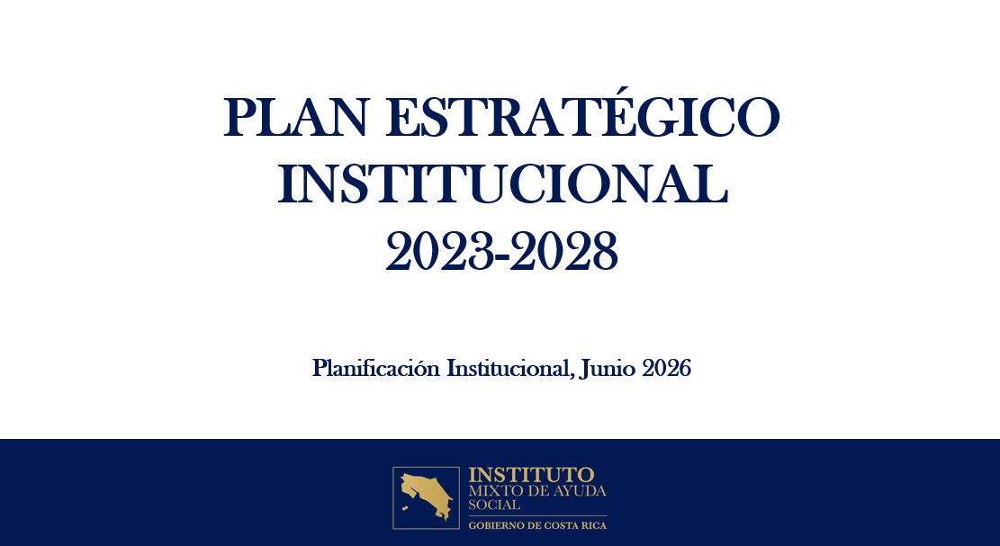 PLAN ESTRATÉGICO
INSTITUCIONAL
2023-2028
Planificación Institucional, Junio 2026
INSTITUTO
MIXTO DE AYUDA
SOCIAL
GOBIERNO DE COSTA RICA